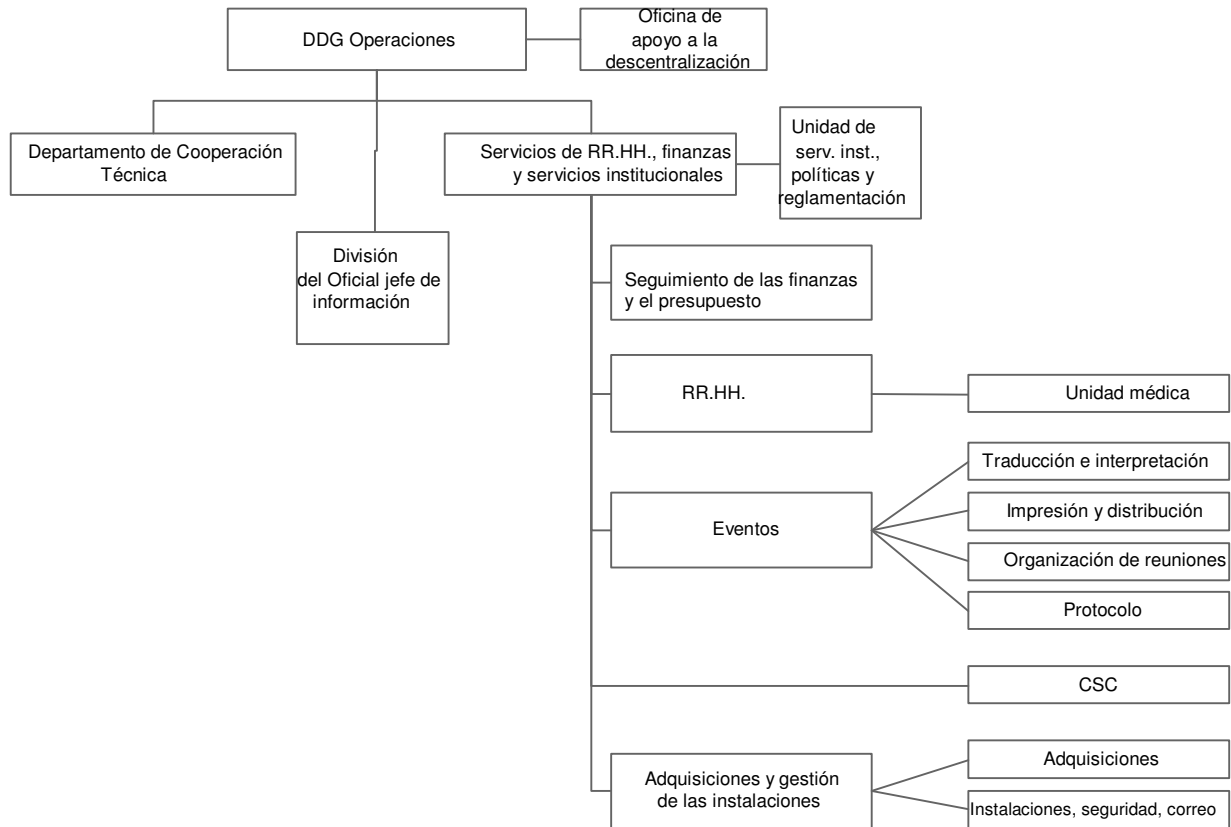 DDG Operaciones
Oficina de
apoyo a la
descentralización
Departamento de Cooperación
Técnica
Servicios de RR.HH., finanzas
y servicios institucionales
Unidad de
serv. inst.,
políticas y
reglamentación
División
del Oficial jefe de
información
Seguimiento de las finanzas
y el presupuesto
RR.HH.
Unidad médica
Eventos
Traducción e interpretación
Impresión y distribución
Organización de reuniones
Protocolo
CSC
Adquisiciones y gestión
de las instalaciones
Adquisiciones
Instalaciones, seguridad, correo